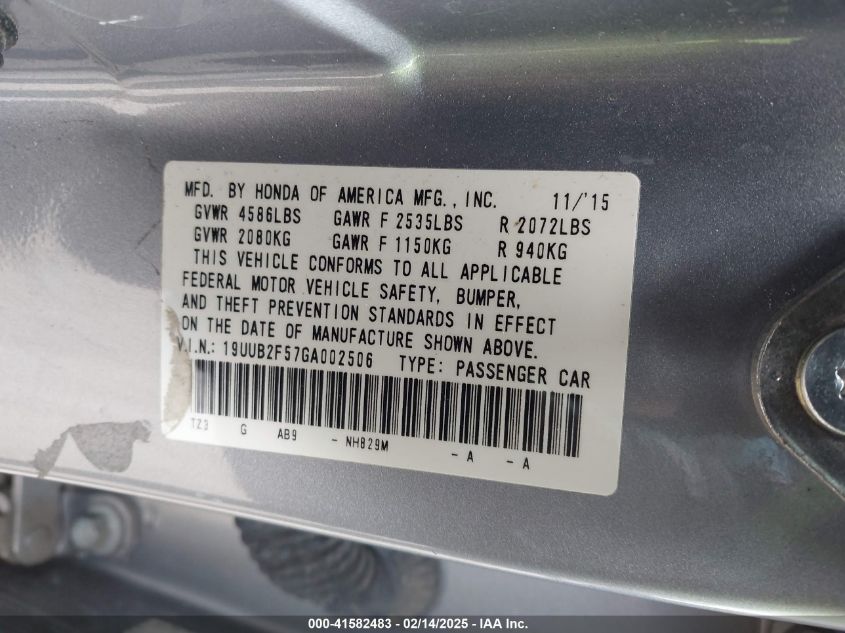 MFD. BY HONDA OF AMERICA MFG., INC. 11/'15
GVWR 4586LBS GAWR F 2535LBS R 2072LBS
GVWR 2080KG GAWR F 1150KG R 940KG
THIS VEHICLE CONFORMS TO ALL APPLICABLE
FEDERAL MOTOR VEHICLE SAFETY, BUMPER,
AND THEFT PREVENTION STANDARDS IN EFFECT
ON THE DATE OF MANUFACTURE SHOWN ABOVE.
V.I.N.: 19UUB2F57GA002506 TYPE: PASSENGER CAR
TZ3 G AB9 - NH829M - A - A
000-41582483 - 02/14/2025 - IAA Inc.